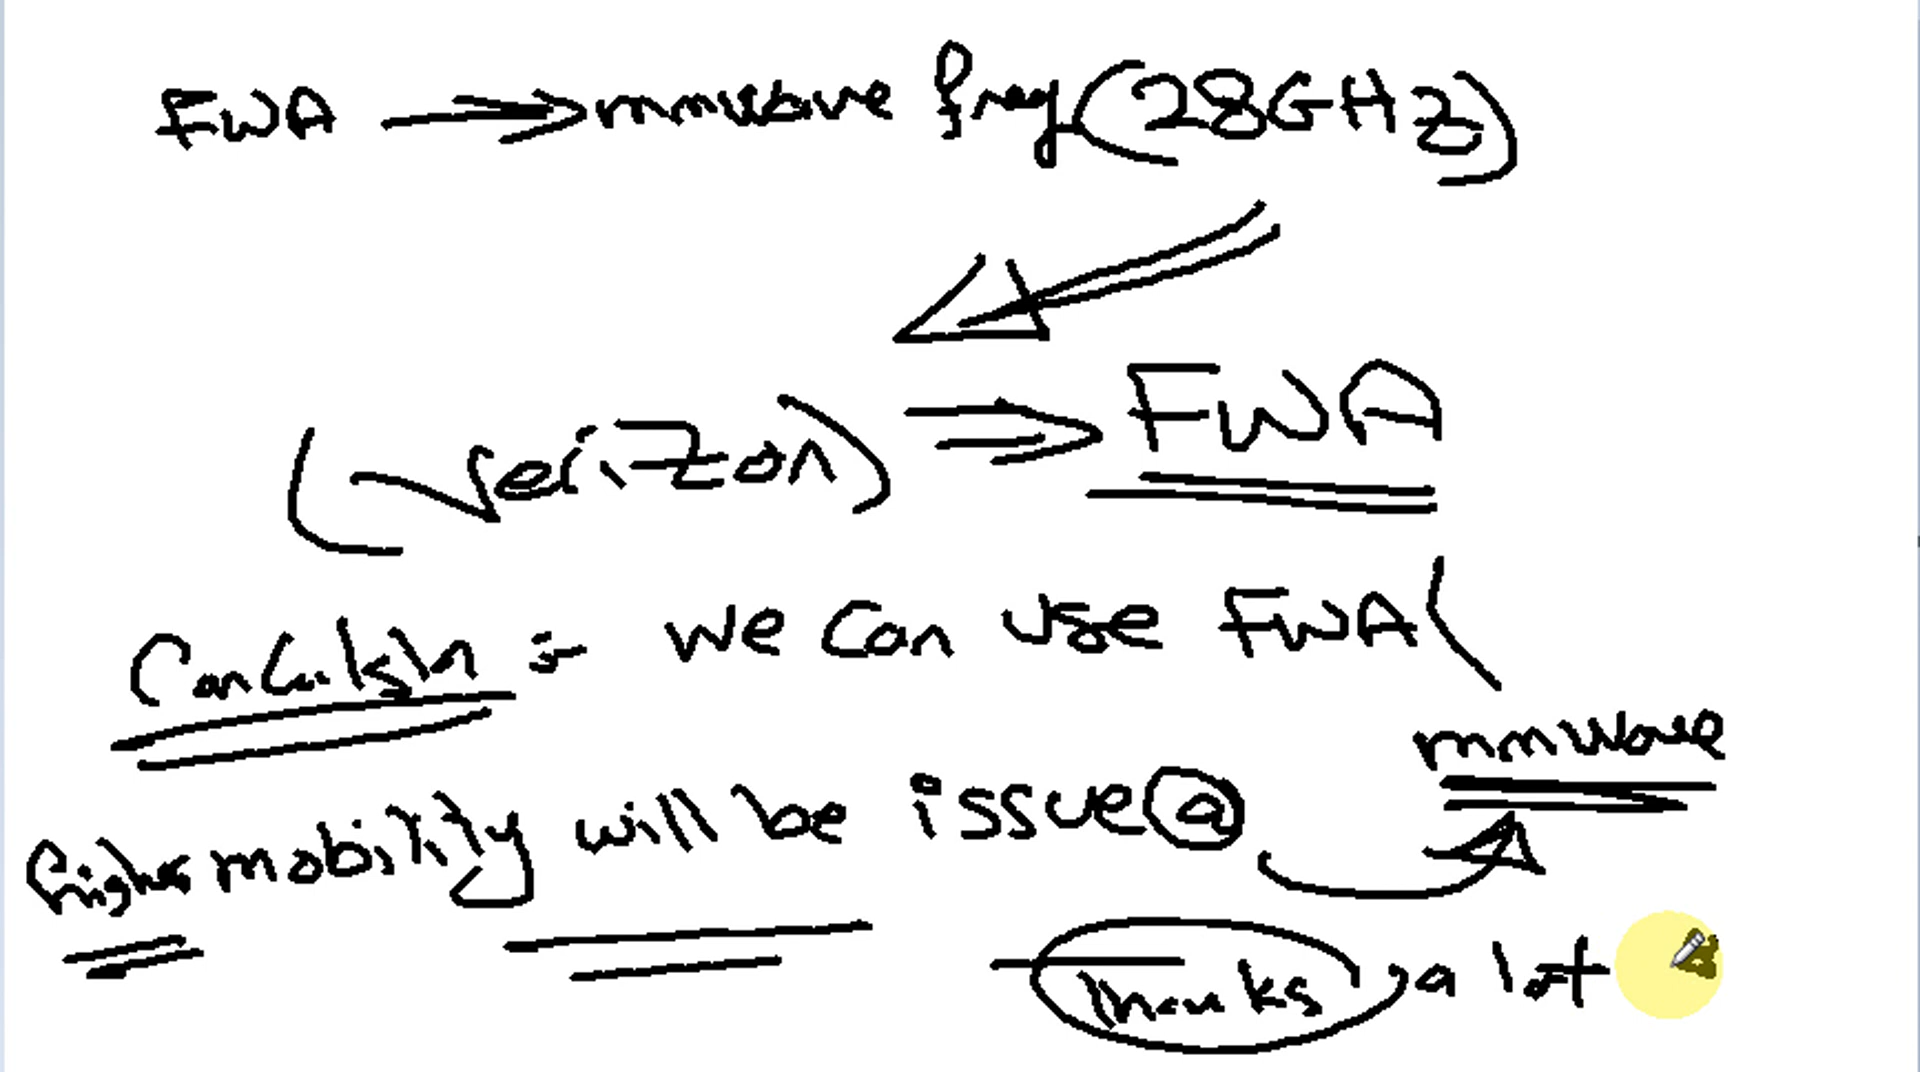 FWA → mmwave freq (28GHz)
(verizon) ⇒ FWA
Conclusion :- we can use FWA (
mmwave
higher mobility will be issue @
Thanks a lot